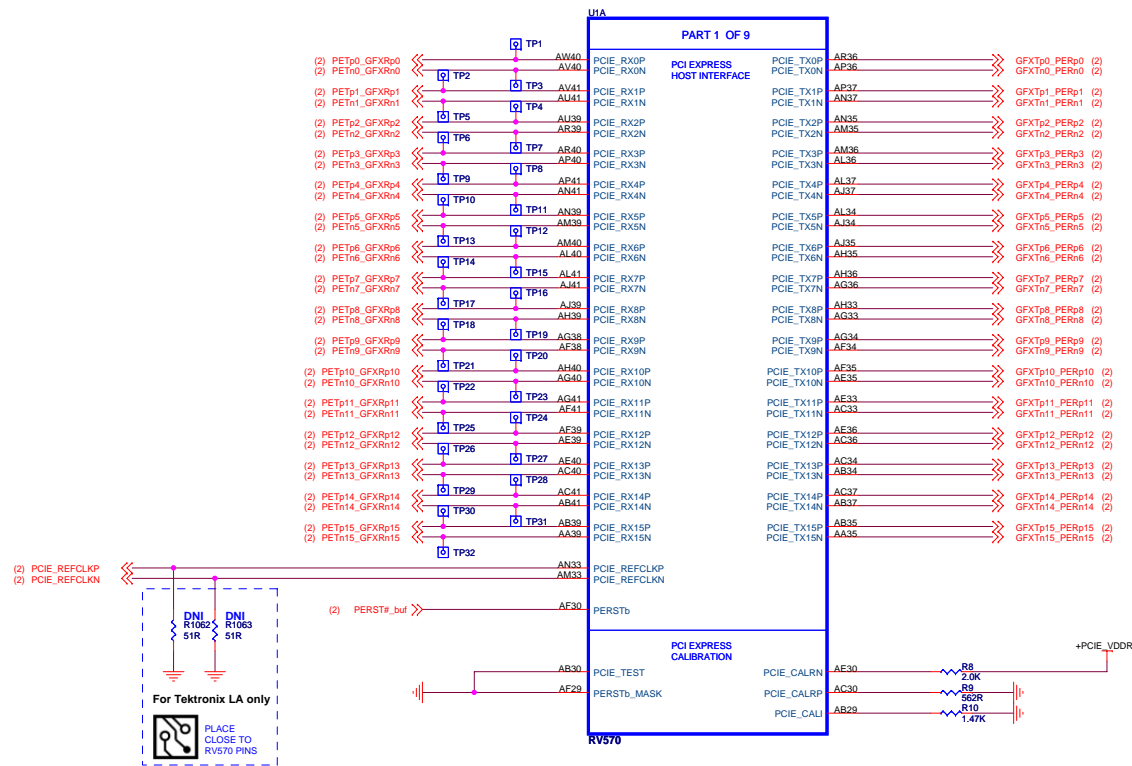 U1A
PART 1 OF 9
PCI EXPRESS
HOST INTERFACE
TP1
(2) PETp0_GFXRp0 AW40 PCIE_RX0P PCIE_TX0P AR36 GFXTp0_PERp0 (2)
(2) PETn0_GFXRn0 AV40 PCIE_RX0N PCIE_TX0N AP36 GFXTn0_PERn0 (2)
TP2
TP3
(2) PETp1_GFXRp1 AV41 PCIE_RX1P PCIE_TX1P AP37 GFXTp1_PERp1 (2)
(2) PETn1_GFXRn1 AU41 PCIE_RX1N PCIE_TX1N AN37 GFXTn1_PERn1 (2)
TP4
TP5
(2) PETp2_GFXRp2 AU39 PCIE_RX2P PCIE_TX2P AN35 GFXTp2_PERp2 (2)
(2) PETn2_GFXRn2 AR39 PCIE_RX2N PCIE_TX2N AM35 GFXTn2_PERn2 (2)
TP6
TP7
(2) PETp3_GFXRp3 AR40 PCIE_RX3P PCIE_TX3P AM36 GFXTp3_PERp3 (2)
(2) PETn3_GFXRn3 AP40 PCIE_RX3N PCIE_TX3N AL36 GFXTn3_PERn3 (2)
TP8
TP9
(2) PETp4_GFXRp4 AP41 PCIE_RX4P PCIE_TX4P AL37 GFXTp4_PERp4 (2)
(2) PETn4_GFXRn4 AN41 PCIE_RX4N PCIE_TX4N AJ37 GFXTn4_PERn4 (2)
TP10
TP11
(2) PETp5_GFXRp5 AN39 PCIE_RX5P PCIE_TX5P AL34 GFXTp5_PERp5 (2)
(2) PETn5_GFXRn5 AM39 PCIE_RX5N PCIE_TX5N AJ34 GFXTn5_PERn5 (2)
TP12
TP13
(2) PETp6_GFXRp6 AM40 PCIE_RX6P PCIE_TX6P AJ35 GFXTp6_PERp6 (2)
(2) PETn6_GFXRn6 AL40 PCIE_RX6N PCIE_TX6N AH35 GFXTn6_PERn6 (2)
TP14
TP15
(2) PETp7_GFXRp7 AL41 PCIE_RX7P PCIE_TX7P AH36 GFXTp7_PERp7 (2)
(2) PETn7_GFXRn7 AJ41 PCIE_RX7N PCIE_TX7N AG36 GFXTn7_PERn7 (2)
TP16
TP17
(2) PETp8_GFXRp8 AJ39 PCIE_RX8P PCIE_TX8P AH33 GFXTp8_PERp8 (2)
(2) PETn8_GFXRn8 AH39 PCIE_RX8N PCIE_TX8N AG33 GFXTn8_PERn8 (2)
TP18
TP19
(2) PETp9_GFXRp9 AG38 PCIE_RX9P PCIE_TX9P AG34 GFXTp9_PERp9 (2)
(2) PETn9_GFXRn9 AF38 PCIE_RX9N PCIE_TX9N AF34 GFXTn9_PERn9 (2)
TP20
TP21
(2) PETp10_GFXRp10 AH40 PCIE_RX10P PCIE_TX10P AF35 GFXTp10_PERp10 (2)
(2) PETn10_GFXRn10 AG40 PCIE_RX10N PCIE_TX10N AE35 GFXTn10_PERn10 (2)
TP22
TP23
(2) PETp11_GFXRp11 AG41 PCIE_RX11P PCIE_TX11P AE33 GFXTp11_PERp11 (2)
(2) PETn11_GFXRn11 AF41 PCIE_RX11N PCIE_TX11N AC33 GFXTn11_PERn11 (2)
TP24
TP25
(2) PETp12_GFXRp12 AF39 PCIE_RX12P PCIE_TX12P AE36 GFXTp12_PERp12 (2)
(2) PETn12_GFXRn12 AE39 PCIE_RX12N PCIE_TX12N AC36 GFXTn12_PERn12 (2)
TP26
TP27
(2) PETp13_GFXRp13 AE40 PCIE_RX13P PCIE_TX13P AC34 GFXTp13_PERp13 (2)
(2) PETn13_GFXRn13 AC40 PCIE_RX13N PCIE_TX13N AB34 GFXTn13_PERn13 (2)
TP28
TP29
(2) PETp14_GFXRp14 AC41 PCIE_RX14P PCIE_TX14P AC37 GFXTp14_PERp14 (2)
(2) PETn14_GFXRn14 AB41 PCIE_RX14N PCIE_TX14N AB37 GFXTn14_PERn14 (2)
TP30
TP31
(2) PETp15_GFXRp15 AB39 PCIE_RX15P PCIE_TX15P AB35 GFXTp15_PERp15 (2)
(2) PETn15_GFXRn15 AA39 PCIE_RX15N PCIE_TX15N AA35 GFXTn15_PERn15 (2)
TP32
(2) PCIE_REFCLKP AN33 PCIE_REFCLKP
(2) PCIE_REFCLKN AM33 PCIE_REFCLKN
(2) PERST#_buf AF30 PERSTb
DNI DNI
R1062 R1063
51R 51R
For Tektronix LA only
PLACE
CLOSE TO
RV570 PINS
PCI EXPRESS
CALIBRATION
+PCIE_VDDR
AB30 PCIE_TEST PCIE_CALRN AE30 R8
2.0K
AF29 PERSTb_MASK PCIE_CALRP AC30 R9
562R
PCIE_CALI AB29 R10
1.47K
RV570